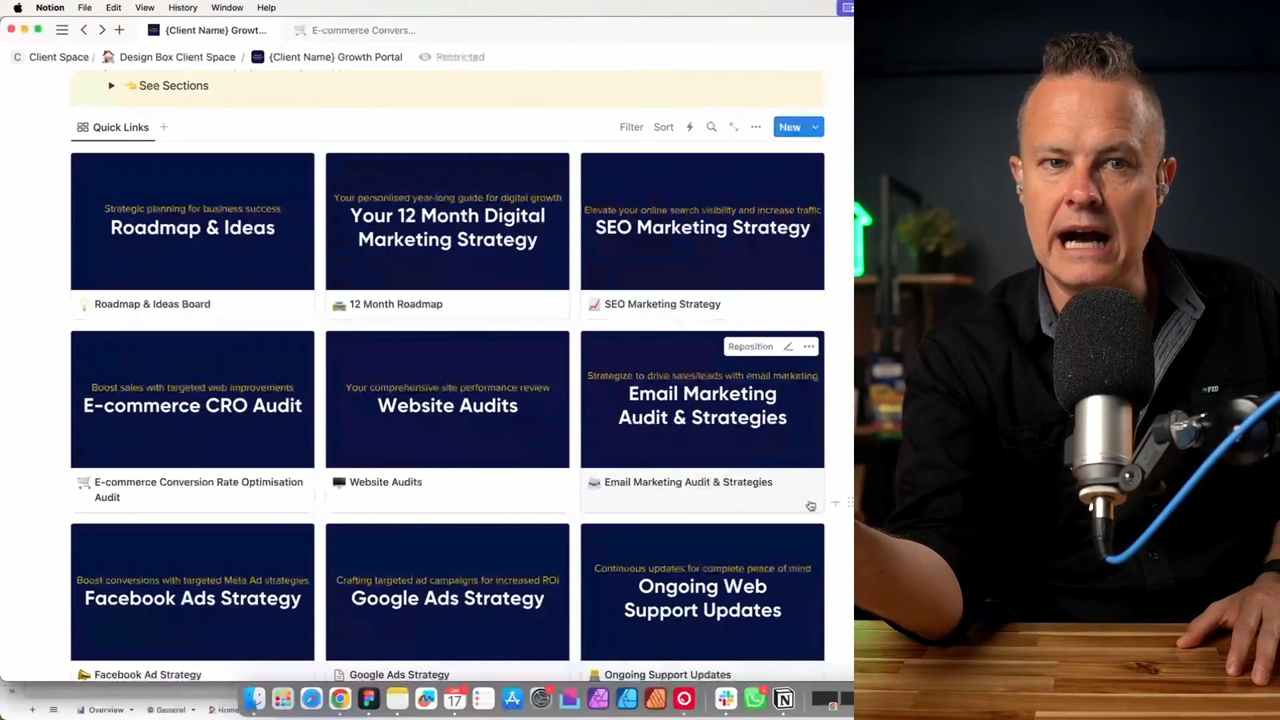 Notion File Edit View History Window Help
{Client Name} Growt... E-commerce Convers...
C Client Space / Design Box Client Space / {Client Name} Growth Portal Restricted
See Sections
Quick Links
Filter Sort New
Strategic planning for business success
Roadmap & Ideas
Roadmap & Ideas Board
Your personalised year-long guide for digital growth
Your 12 Month Digital
Marketing Strategy
12 Month Roadmap
Elevate your online search visibility and increase traffic
SEO Marketing Strategy
SEO Marketing Strategy
Boost sales with targeted web improvements
E-commerce CRO Audit
E-commerce Conversion Rate Optimisation
Audit
Your comprehensive site performance review
Website Audits
Website Audits
Reposition
Strategize to drive sales/leads with email marketing
Email Marketing
Audit & Strategies
Email Marketing Audit & Strategies
Boost conversions with targeted Meta Ad strategies
Facebook Ads Strategy
Facebook Ad Strategy
Crafting targeted ad campaigns for increased ROI
Google Ads Strategy
Google Ads Strategy
Continuous updates for complete peace of mind
Ongoing Web
Support Updates
Ongoing Support Updates
17
Overview General Home
FXD